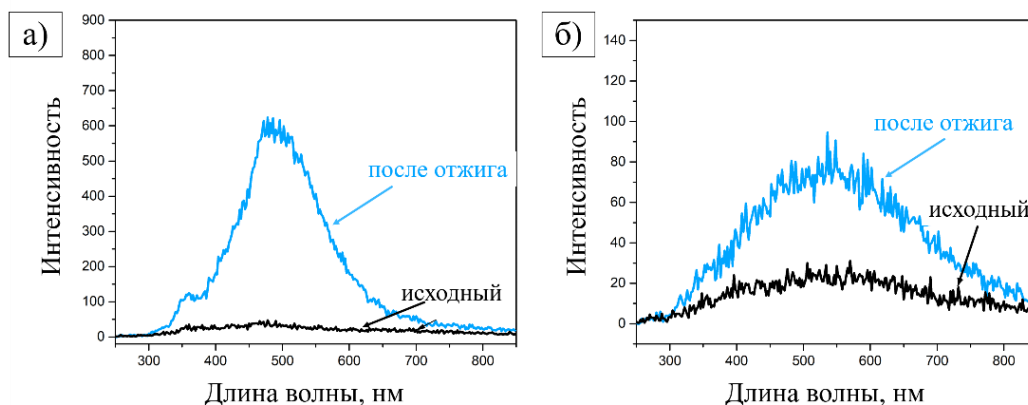 а)
900
800
700
600
500
400
300
200
100
0
Интенсивность
после отжига
исходный
300 400 500 600 700 800
Длина волны, нм
б)
140
120
100
80
60
40
20
0
Интенсивность
после отжига
исходный
300 400 500 600 700 800
Длина волны, нм